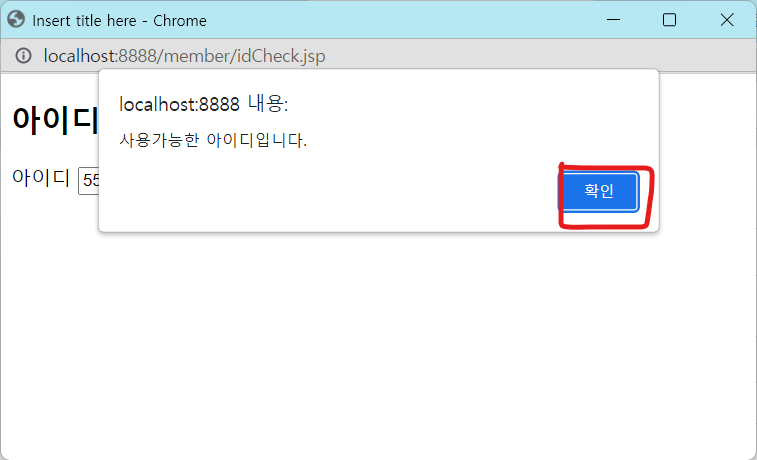 Insert title here - Chrome
localhost:8888/member/idCheck.jsp
localhost:8888 내용:
사용가능한 아이디입니다.
확인
아이디
아이디 55